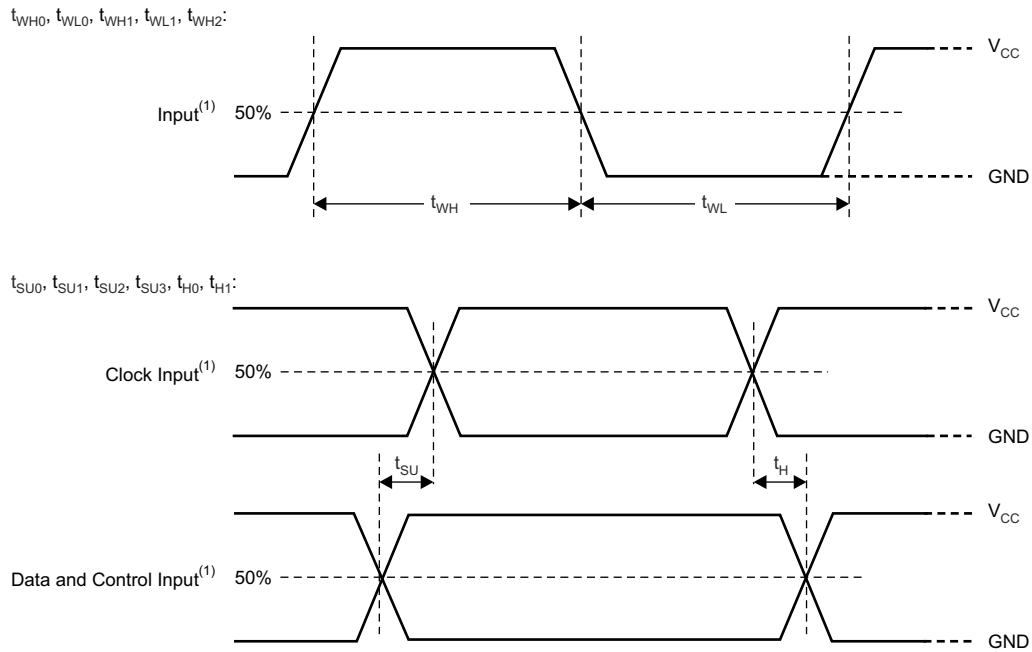 tWH0, tWL0, tWH1, tWL1, tWH2:
VCC
Input(1) 50%
GND
tWH
tWL
tSU0, tSU1, tSU2, tSU3, tH0, tH1:
VCC
Clock Input(1) 50%
GND
tSU
tH
VCC
Data and Control Input(1) 50%
GND